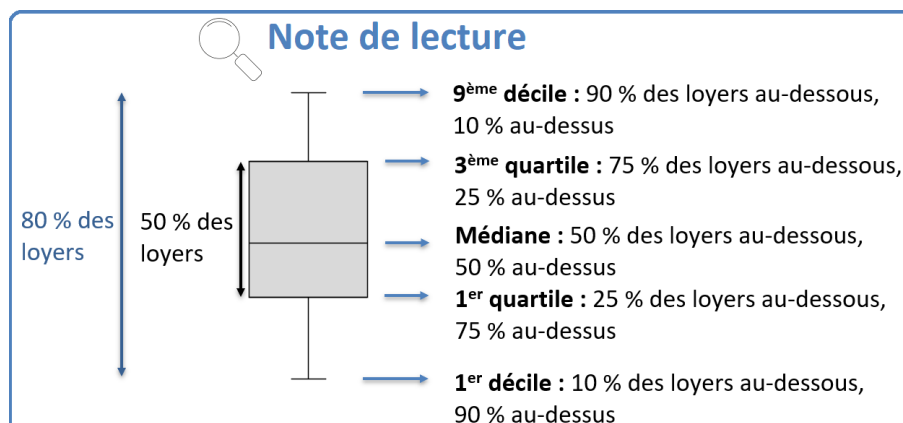 Note de lecture
9ème décile : 90 % des loyers au-dessous,
10 % au-dessus
3ème quartile : 75 % des loyers au-dessous,
25 % au-dessus
80 % des
loyers
50 % des
loyers
Médiane : 50 % des loyers au-dessous,
50 % au-dessus
1er quartile : 25 % des loyers au-dessous,
75 % au-dessus
1er décile : 10 % des loyers au-dessous,
90 % au-dessus